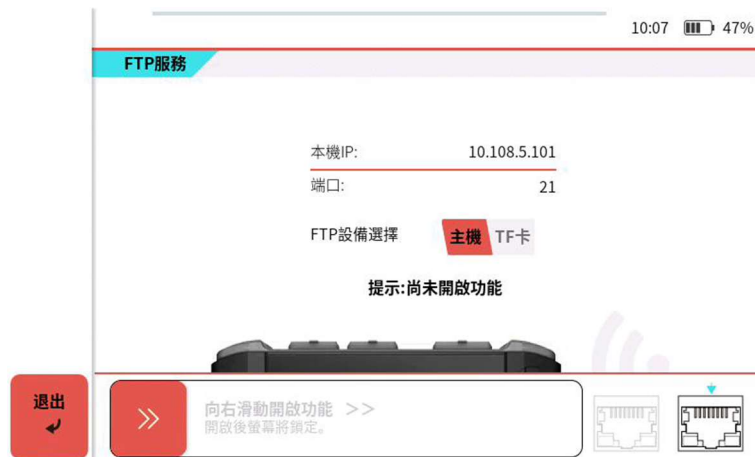 10:07 47%
FTP服務
本機IP: 10.108.5.101
端口: 21
FTP設備選擇 主機 TF卡
提示:尚未開啟功能
退出
向右滑動開啟功能 >>
開啟後螢幕將鎖定。